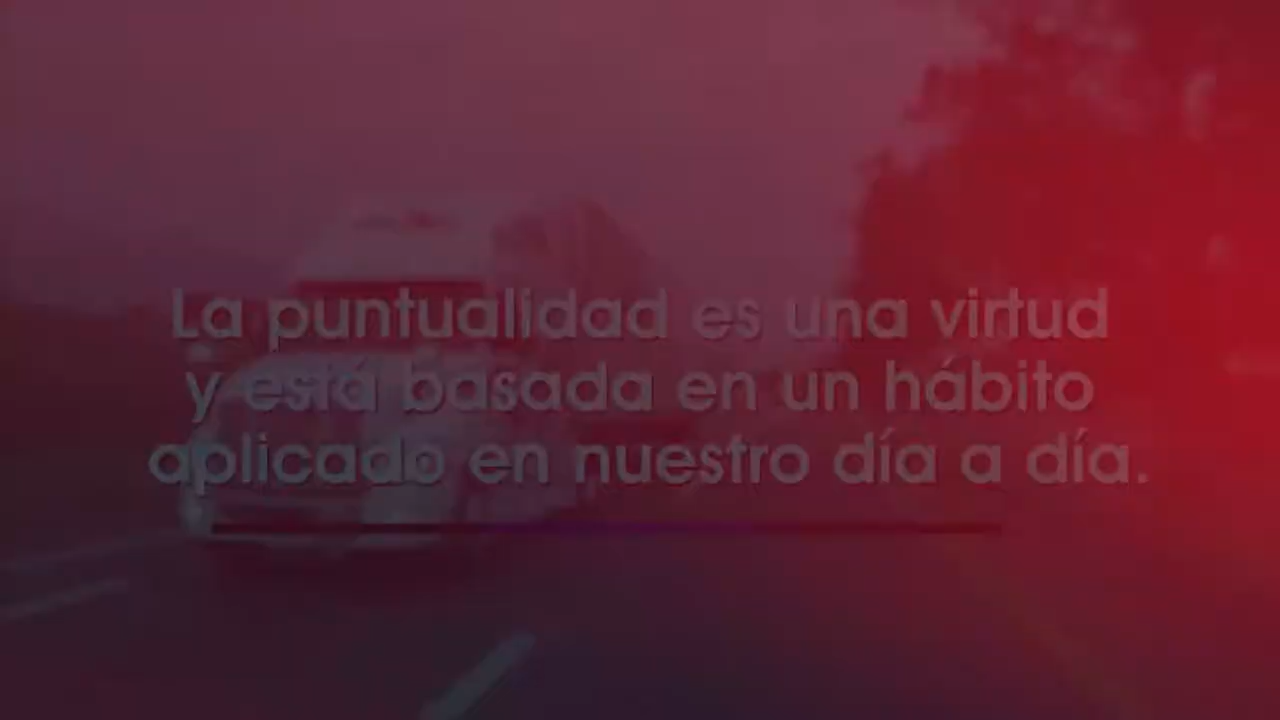 La puntualidad es una virtud
y está basada en un hábito
aplicado en nuestro día a día.